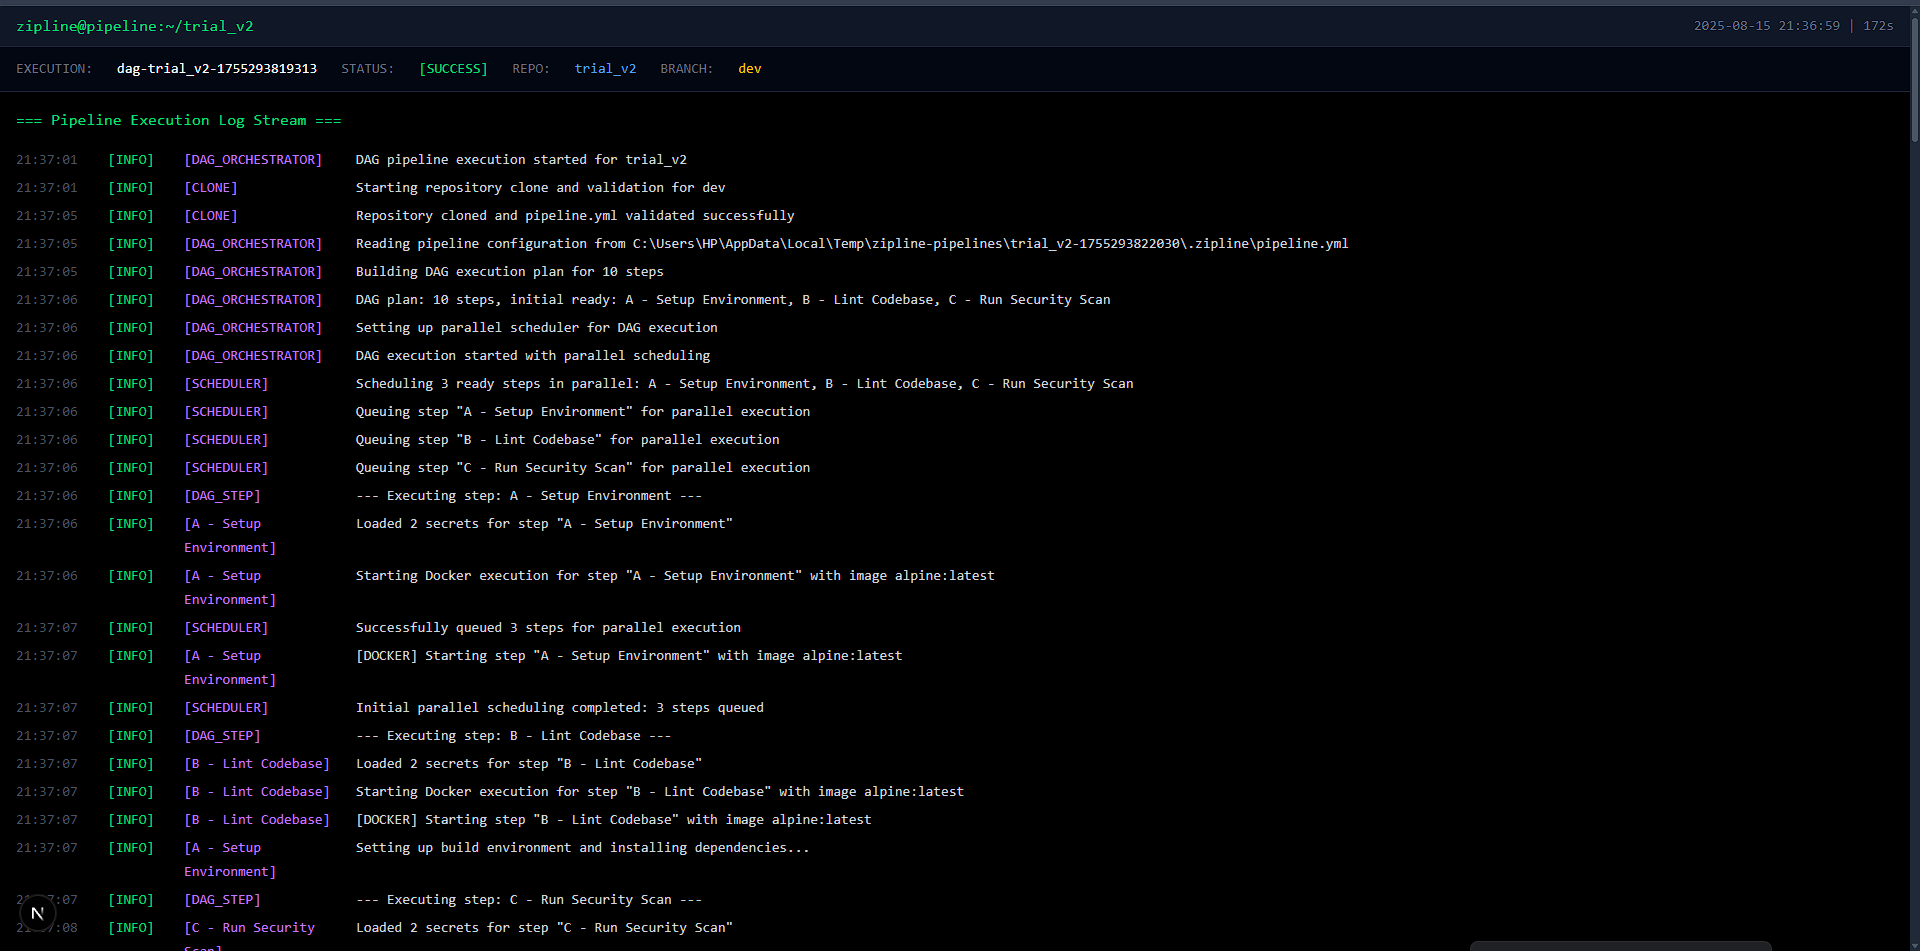 zipline@pipeline:~/trial_v2 2025-08-15 21:36:59 | 172s
EXECUTION: dag-trial_v2-1755293819313 STATUS: [SUCCESS] REPO: trial_v2 BRANCH: dev
=== Pipeline Execution Log Stream ===
21:37:01 [INFO] [DAG_ORCHESTRATOR] DAG pipeline execution started for trial_v2
21:37:01 [INFO] [CLONE] Starting repository clone and validation for dev
21:37:05 [INFO] [CLONE] Repository cloned and pipeline.yml validated successfully
21:37:05 [INFO] [DAG_ORCHESTRATOR] Reading pipeline configuration from C:\Users\HP\AppData\Local\Temp\zipline-pipelines\trial_v2-1755293822030\.zipline\pipeline.yml
21:37:05 [INFO] [DAG_ORCHESTRATOR] Building DAG execution plan for 10 steps
21:37:06 [INFO] [DAG_ORCHESTRATOR] DAG plan: 10 steps, initial ready: A - Setup Environment, B - Lint Codebase, C - Run Security Scan
21:37:06 [INFO] [DAG_ORCHESTRATOR] Setting up parallel scheduler for DAG execution
21:37:06 [INFO] [DAG_ORCHESTRATOR] DAG execution started with parallel scheduling
21:37:06 [INFO] [SCHEDULER] Scheduling 3 ready steps in parallel: A - Setup Environment, B - Lint Codebase, C - Run Security Scan
21:37:06 [INFO] [SCHEDULER] Queuing step "A - Setup Environment" for parallel execution
21:37:06 [INFO] [SCHEDULER] Queuing step "B - Lint Codebase" for parallel execution
21:37:06 [INFO] [SCHEDULER] Queuing step "C - Run Security Scan" for parallel execution
21:37:06 [INFO] [DAG_STEP] --- Executing step: A - Setup Environment ---
21:37:06 [INFO] [A - Setup Loaded 2 secrets for step "A - Setup Environment"
Environment]
21:37:06 [INFO] [A - Setup Starting Docker execution for step "A - Setup Environment" with image alpine:latest
Environment]
21:37:07 [INFO] [SCHEDULER] Successfully queued 3 steps for parallel execution
21:37:07 [INFO] [A - Setup [DOCKER] Starting step "A - Setup Environment" with image alpine:latest
Environment]
21:37:07 [INFO] [SCHEDULER] Initial parallel scheduling completed: 3 steps queued
21:37:07 [INFO] [DAG_STEP] --- Executing step: B - Lint Codebase ---
21:37:07 [INFO] [B - Lint Codebase] Loaded 2 secrets for step "B - Lint Codebase"
21:37:07 [INFO] [B - Lint Codebase] Starting Docker execution for step "B - Lint Codebase" with image alpine:latest
21:37:07 [INFO] [B - Lint Codebase] [DOCKER] Starting step "B - Lint Codebase" with image alpine:latest
21:37:07 [INFO] [A - Setup Setting up build environment and installing dependencies...
Environment]
:07 [INFO] [DAG_STEP] --- Executing step: C - Run Security Scan ---
N
:08 [INFO] [C - Run Security Loaded 2 secrets for step "C - Run Security Scan"